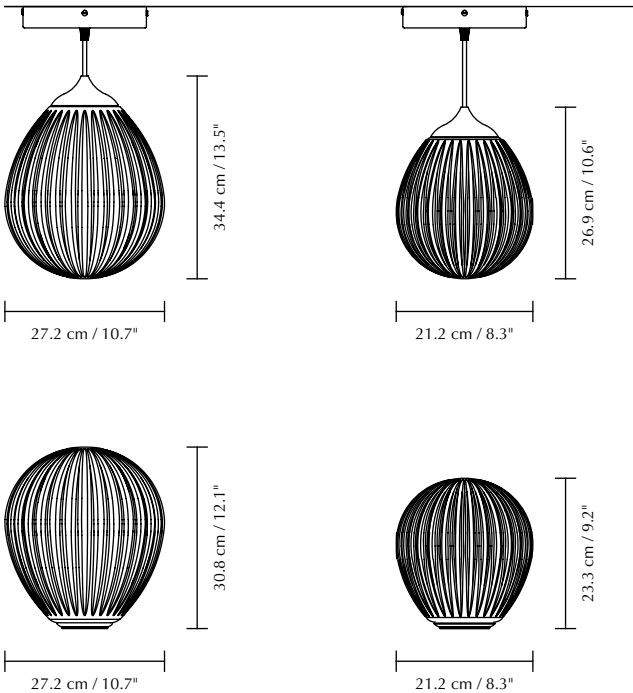 34.4 cm / 13.5"
26.9 cm / 10.6"
27.2 cm / 10.7"
21.2 cm / 8.3"
30.8 cm / 12.1"
23.3 cm / 9.2"
27.2 cm / 10.7"
21.2 cm / 8.3"